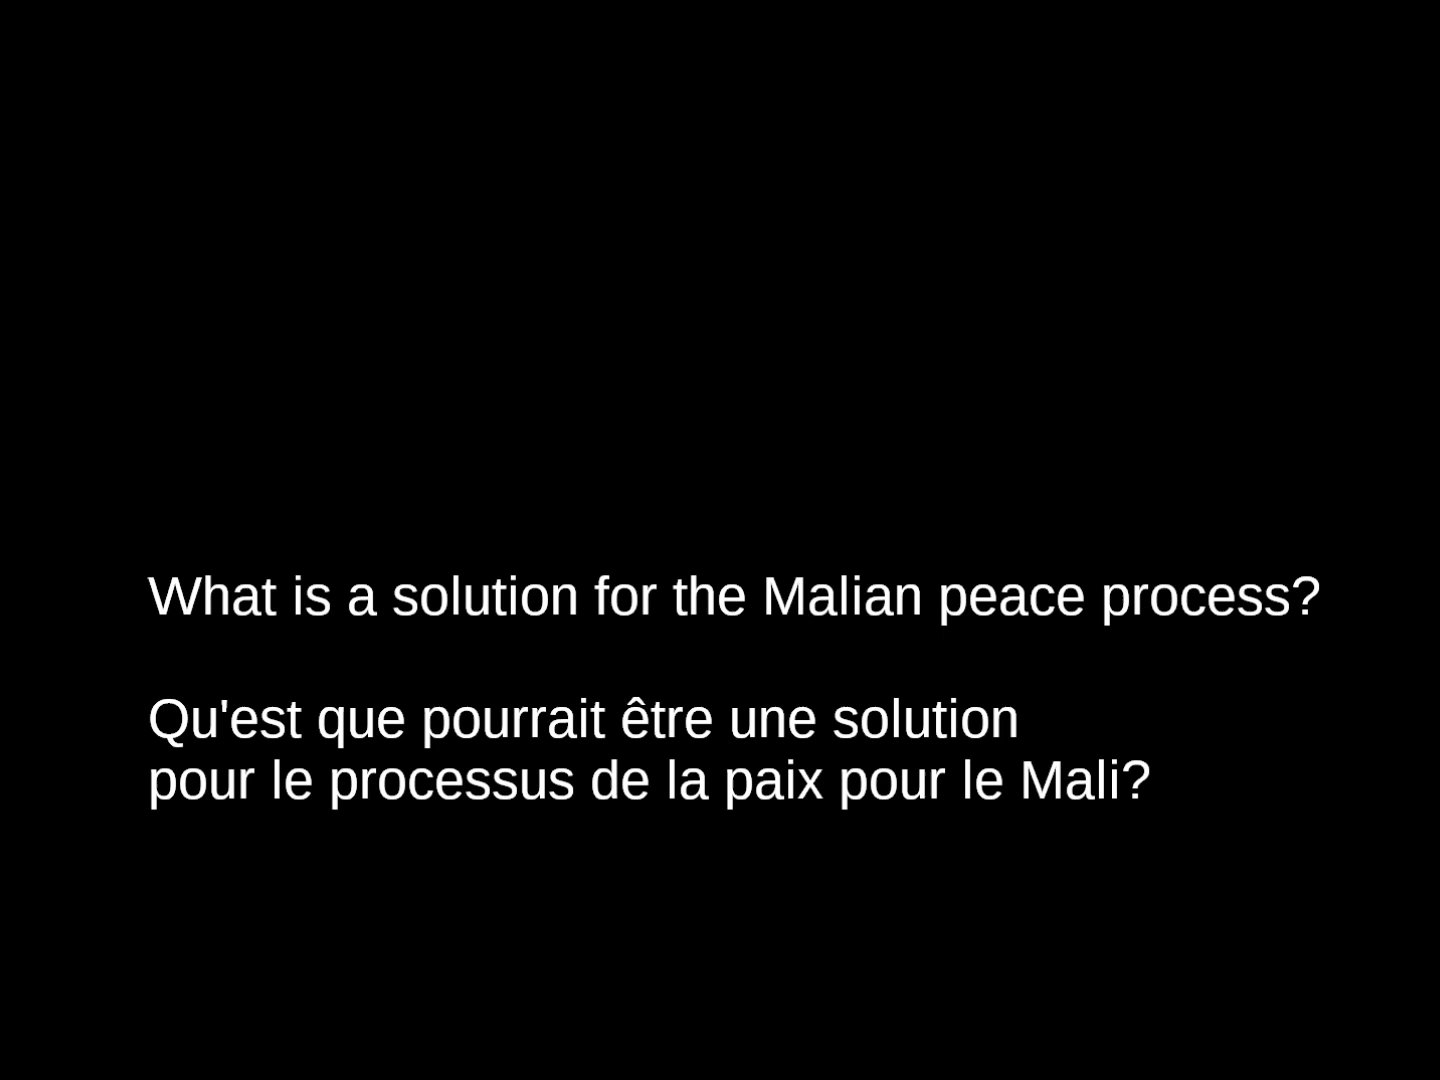 What is a solution for the Malian peace process?
Qu'est que pourrait être une solution
pour le processus de la paix pour le Mali?